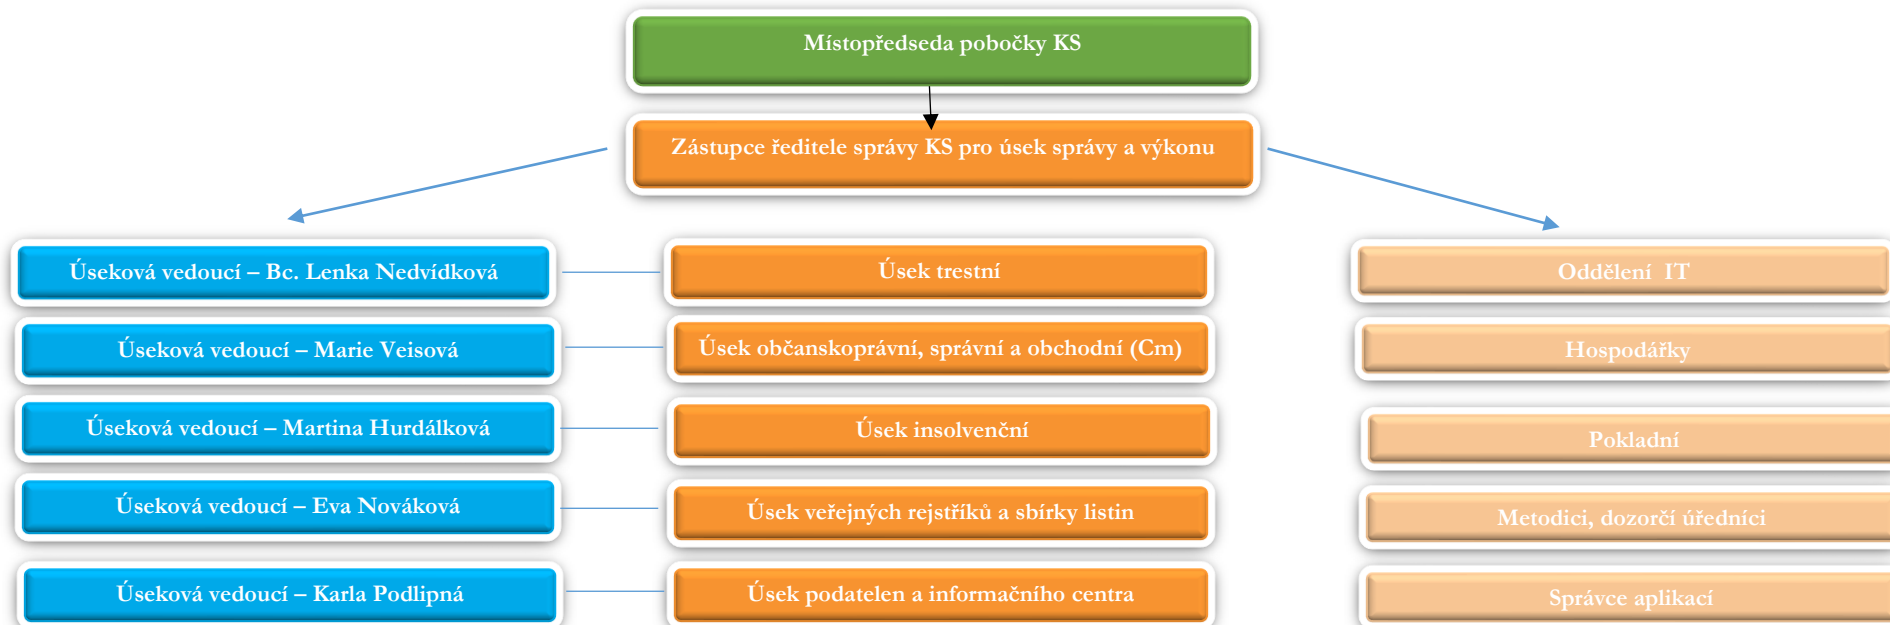 Místopředseda pobočky KS
Zástupce ředitele správy KS pro úsek správy a výkonu
Úseková vedoucí – Bc. Lenka Nedvídková
Úsek trestní
Oddělení  IT
Úseková vedoucí – Marie Veisová
Úsek občanskoprávní, správní a obchodní (Cm)
Hospodářky
Úseková vedoucí – Martina Hurdálková
Úsek insolvenční
Pokladní
Úseková vedoucí – Eva Nováková
Úsek veřejných rejstříků a sbírky listin
Metodici, dozorčí úředníci
Úseková vedoucí – Karla Podlipná
Úsek podatelen a informačního centra
Správce aplikací